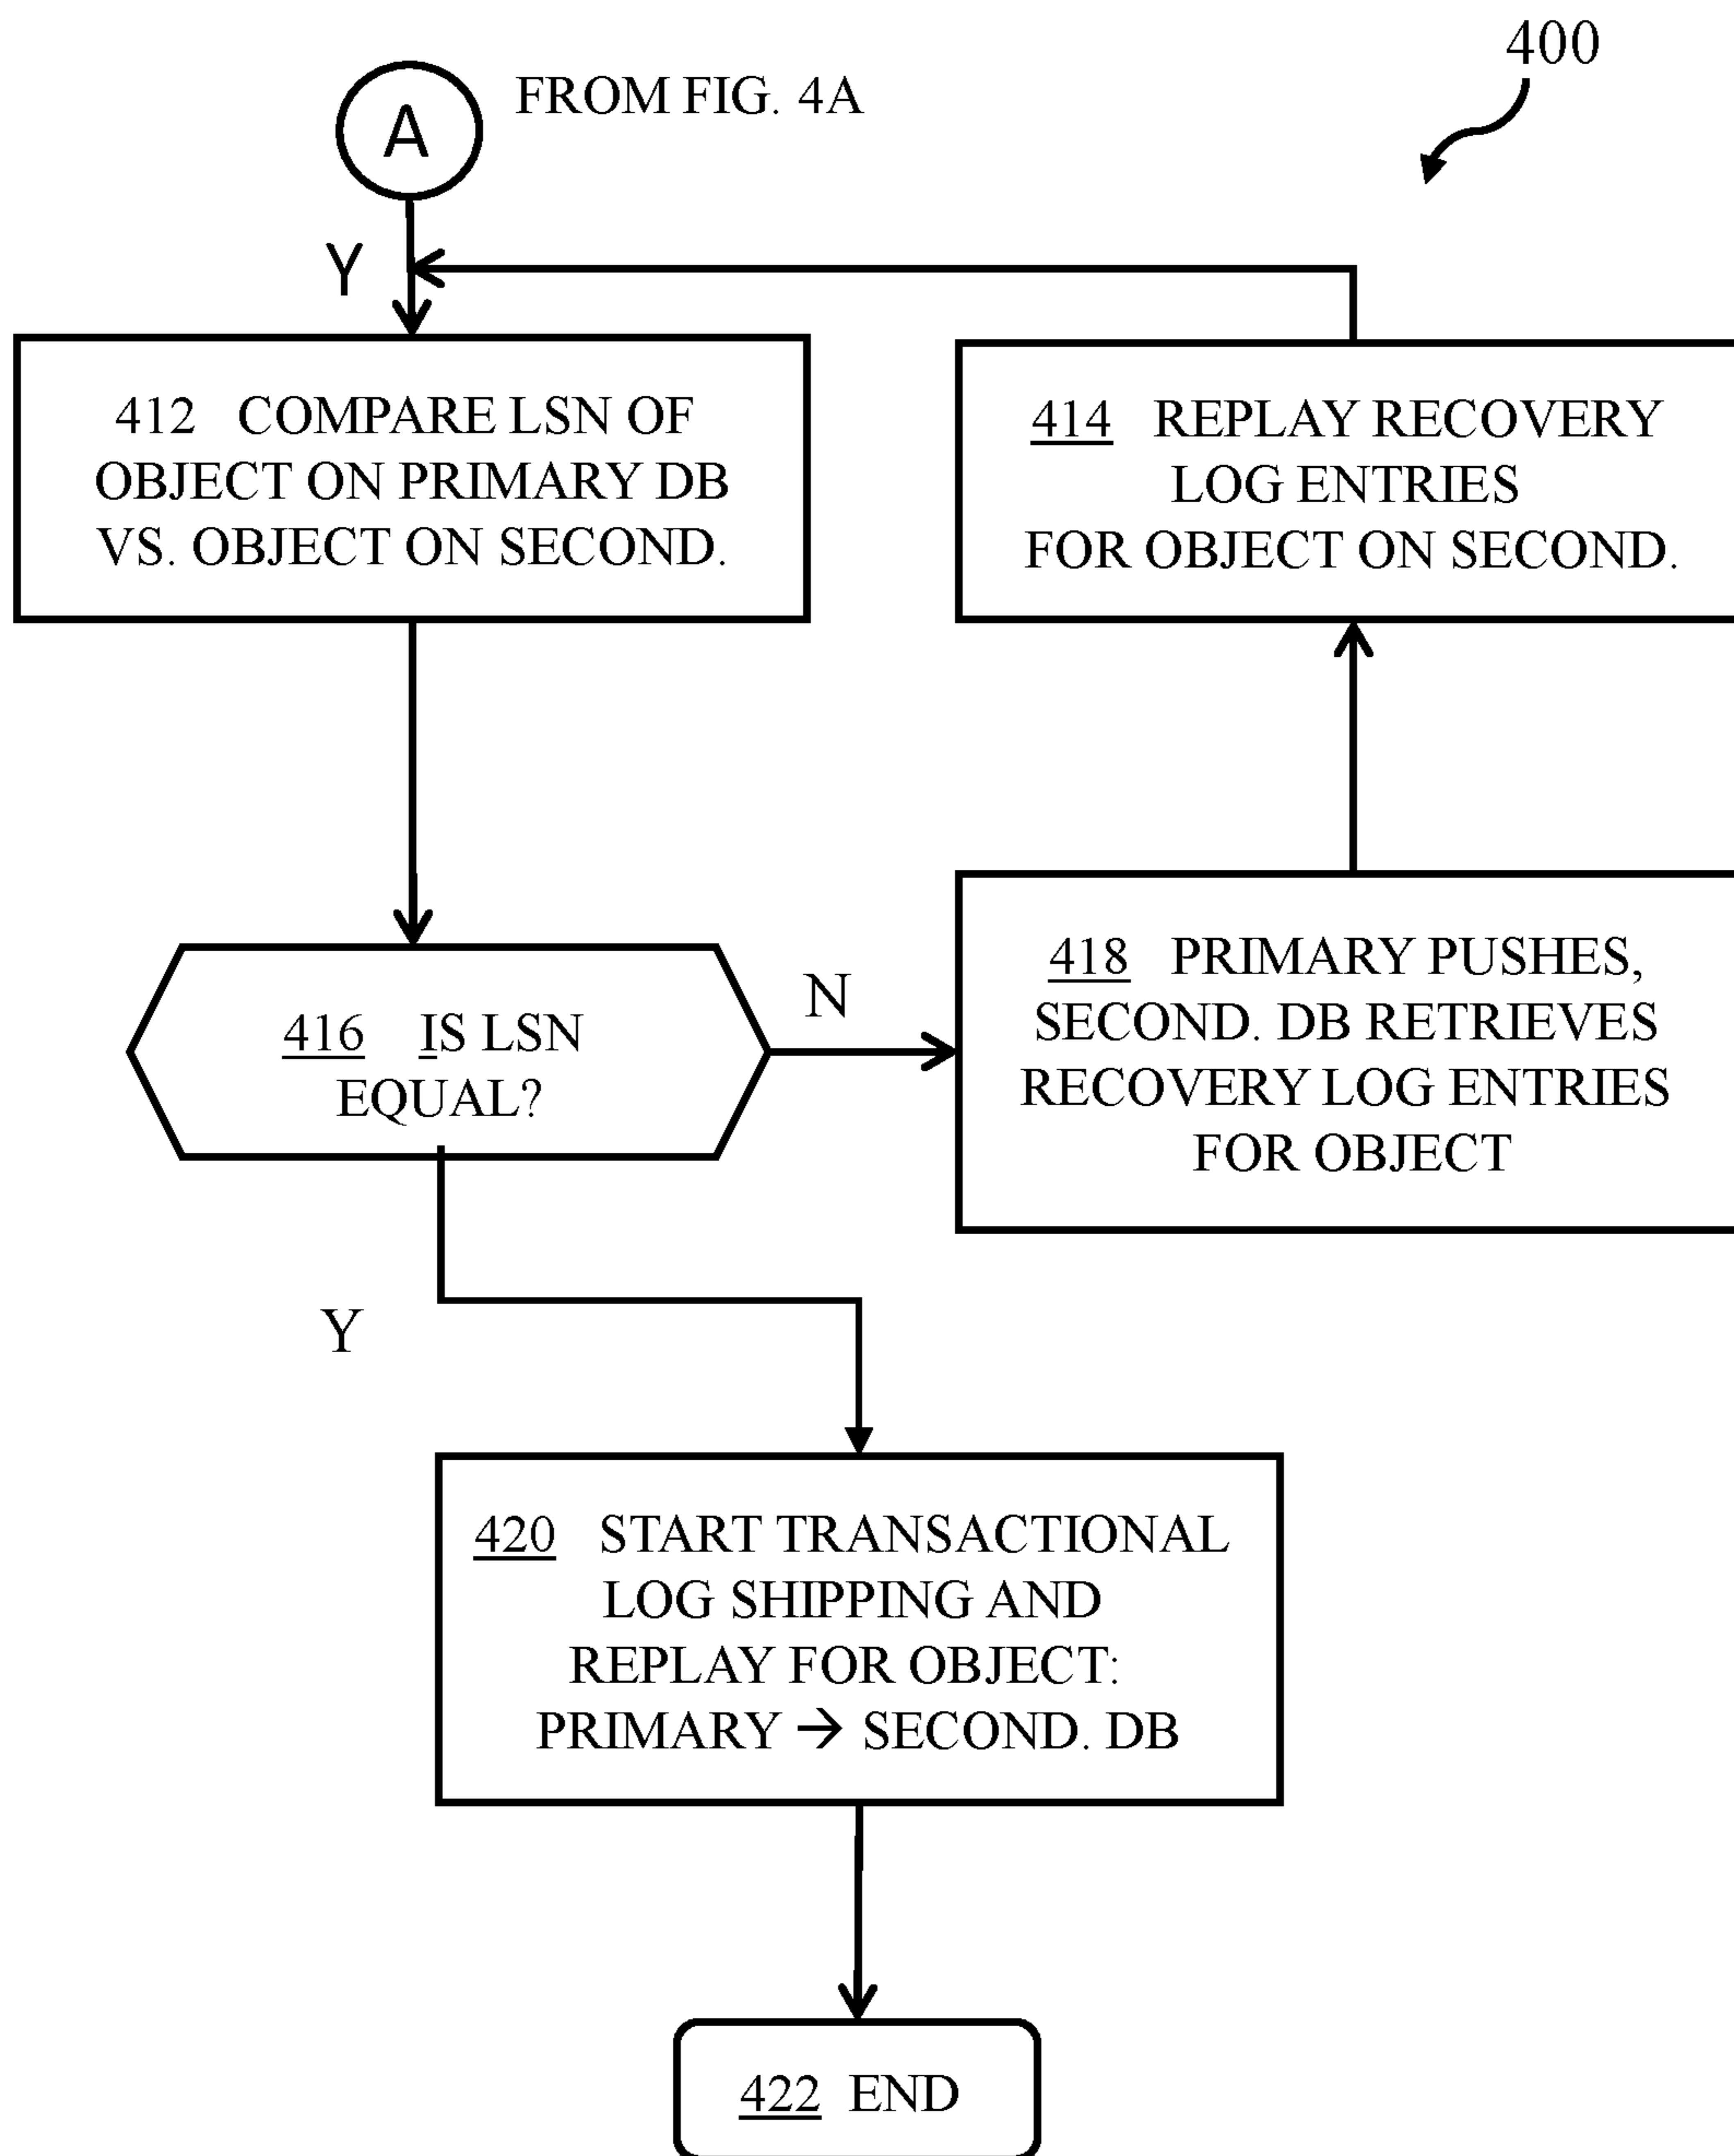 400
FROM FIG. 4A
A
Y
412 COMPARE LSN OF
OBJECT ON PRIMARY DB
VS. OBJECT ON SECOND.
414 REPLAY RECOVERY
LOG ENTRIES
FOR OBJECT ON SECOND.
416 IS LSN
EQUAL?
N
418 PRIMARY PUSHES,
SECOND. DB RETRIEVES
RECOVERY LOG ENTRIES
FOR OBJECT
Y
420 START TRANSACTIONAL
LOG SHIPPING AND
REPLAY FOR OBJECT:
PRIMARY → SECOND. DB
422 END